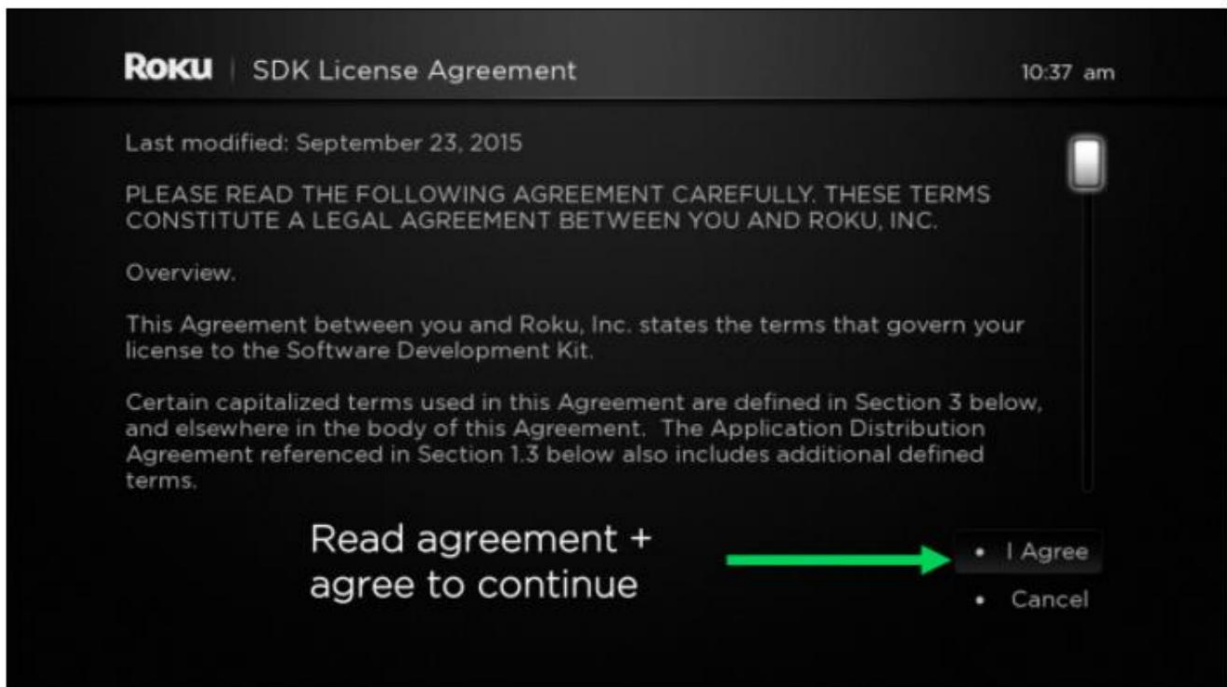 Roku | SDK License Agreement
10:37 am
Last modified: September 23, 2015
PLEASE READ THE FOLLOWING AGREEMENT CAREFULLY. THESE TERMS
CONSTITUTE A LEGAL AGREEMENT BETWEEN YOU AND ROKU, INC.
Overview.
This Agreement between you and Roku, Inc. states the terms that govern your
license to the Software Development Kit.
Certain capitalized terms used in this Agreement are defined in Section 3 below,
and elsewhere in the body of this Agreement.  The Application Distribution
Agreement referenced in Section 1.3 below also includes additional defined
terms.
Read agreement +
agree to continue
• I Agree
• Cancel